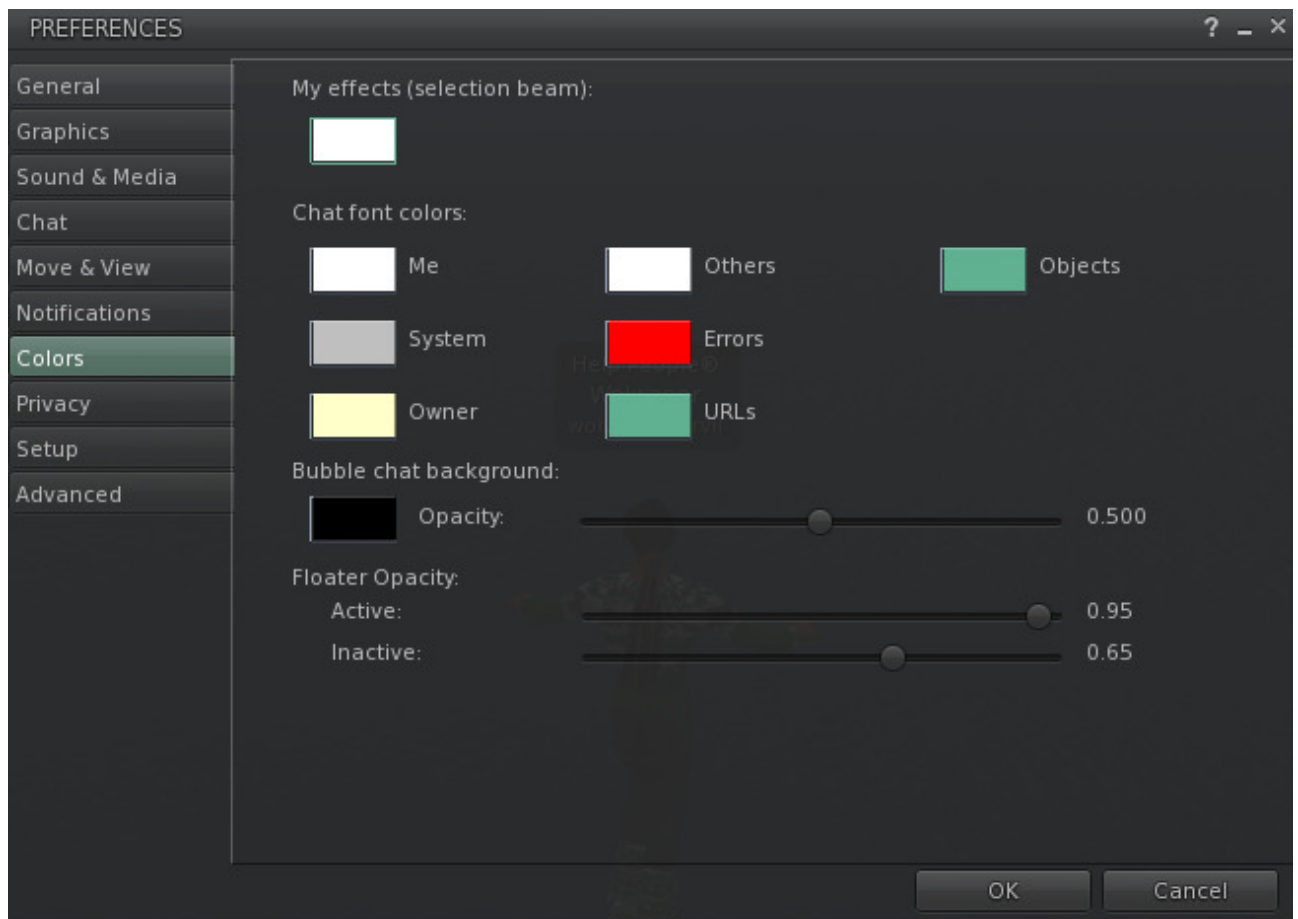 PREFERENCES ? _ ×
General
Graphics
Sound & Media
Chat
Move & View
Notifications
Colors
Privacy
Setup
Advanced
My effects (selection beam):
Chat font colors:
Me Others Objects
System Errors
Owner URLs
Bubble chat background:
Opacity: 0.500
Floater Opacity:
Active: 0.95
Inactive: 0.65
Help People®
OK Cancel